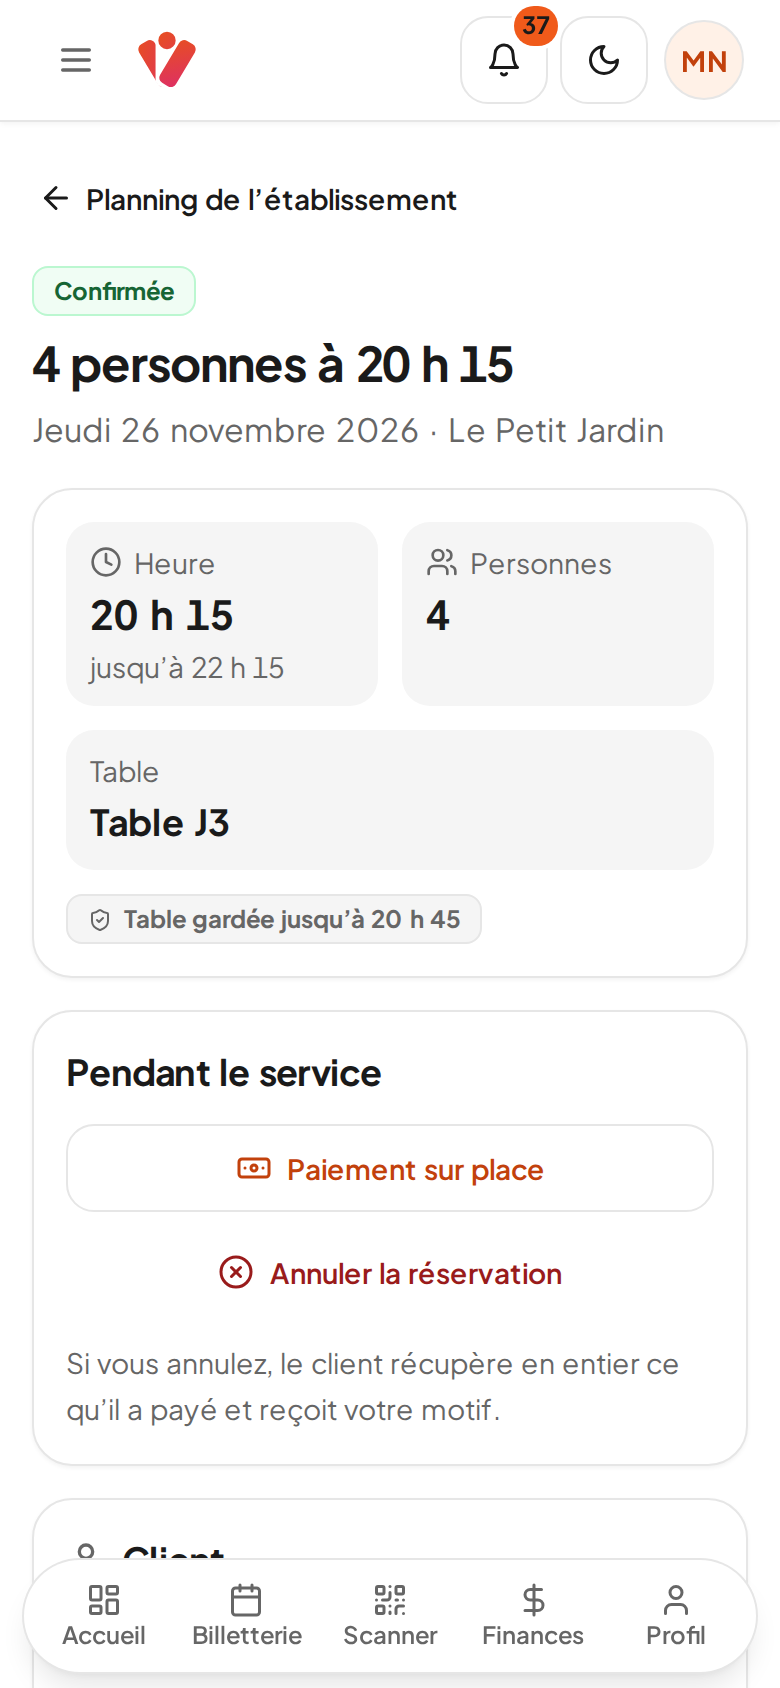 37
MN
Planning de l’établissement
Confirmée
4 personnes à 20 h 15
Jeudi 26 novembre 2026 · Le Petit Jardin
Heure
20 h 15
jusqu’à 22 h 15
Personnes
4
Table
Table J3
Table gardée jusqu’à 20 h 45
Pendant le service
Paiement sur place
Annuler la réservation
Si vous annulez, le client récupère en entier ce
qu’il a payé et reçoit votre motif.
Client
Accueil
Billetterie
Scanner
Finances
Profil